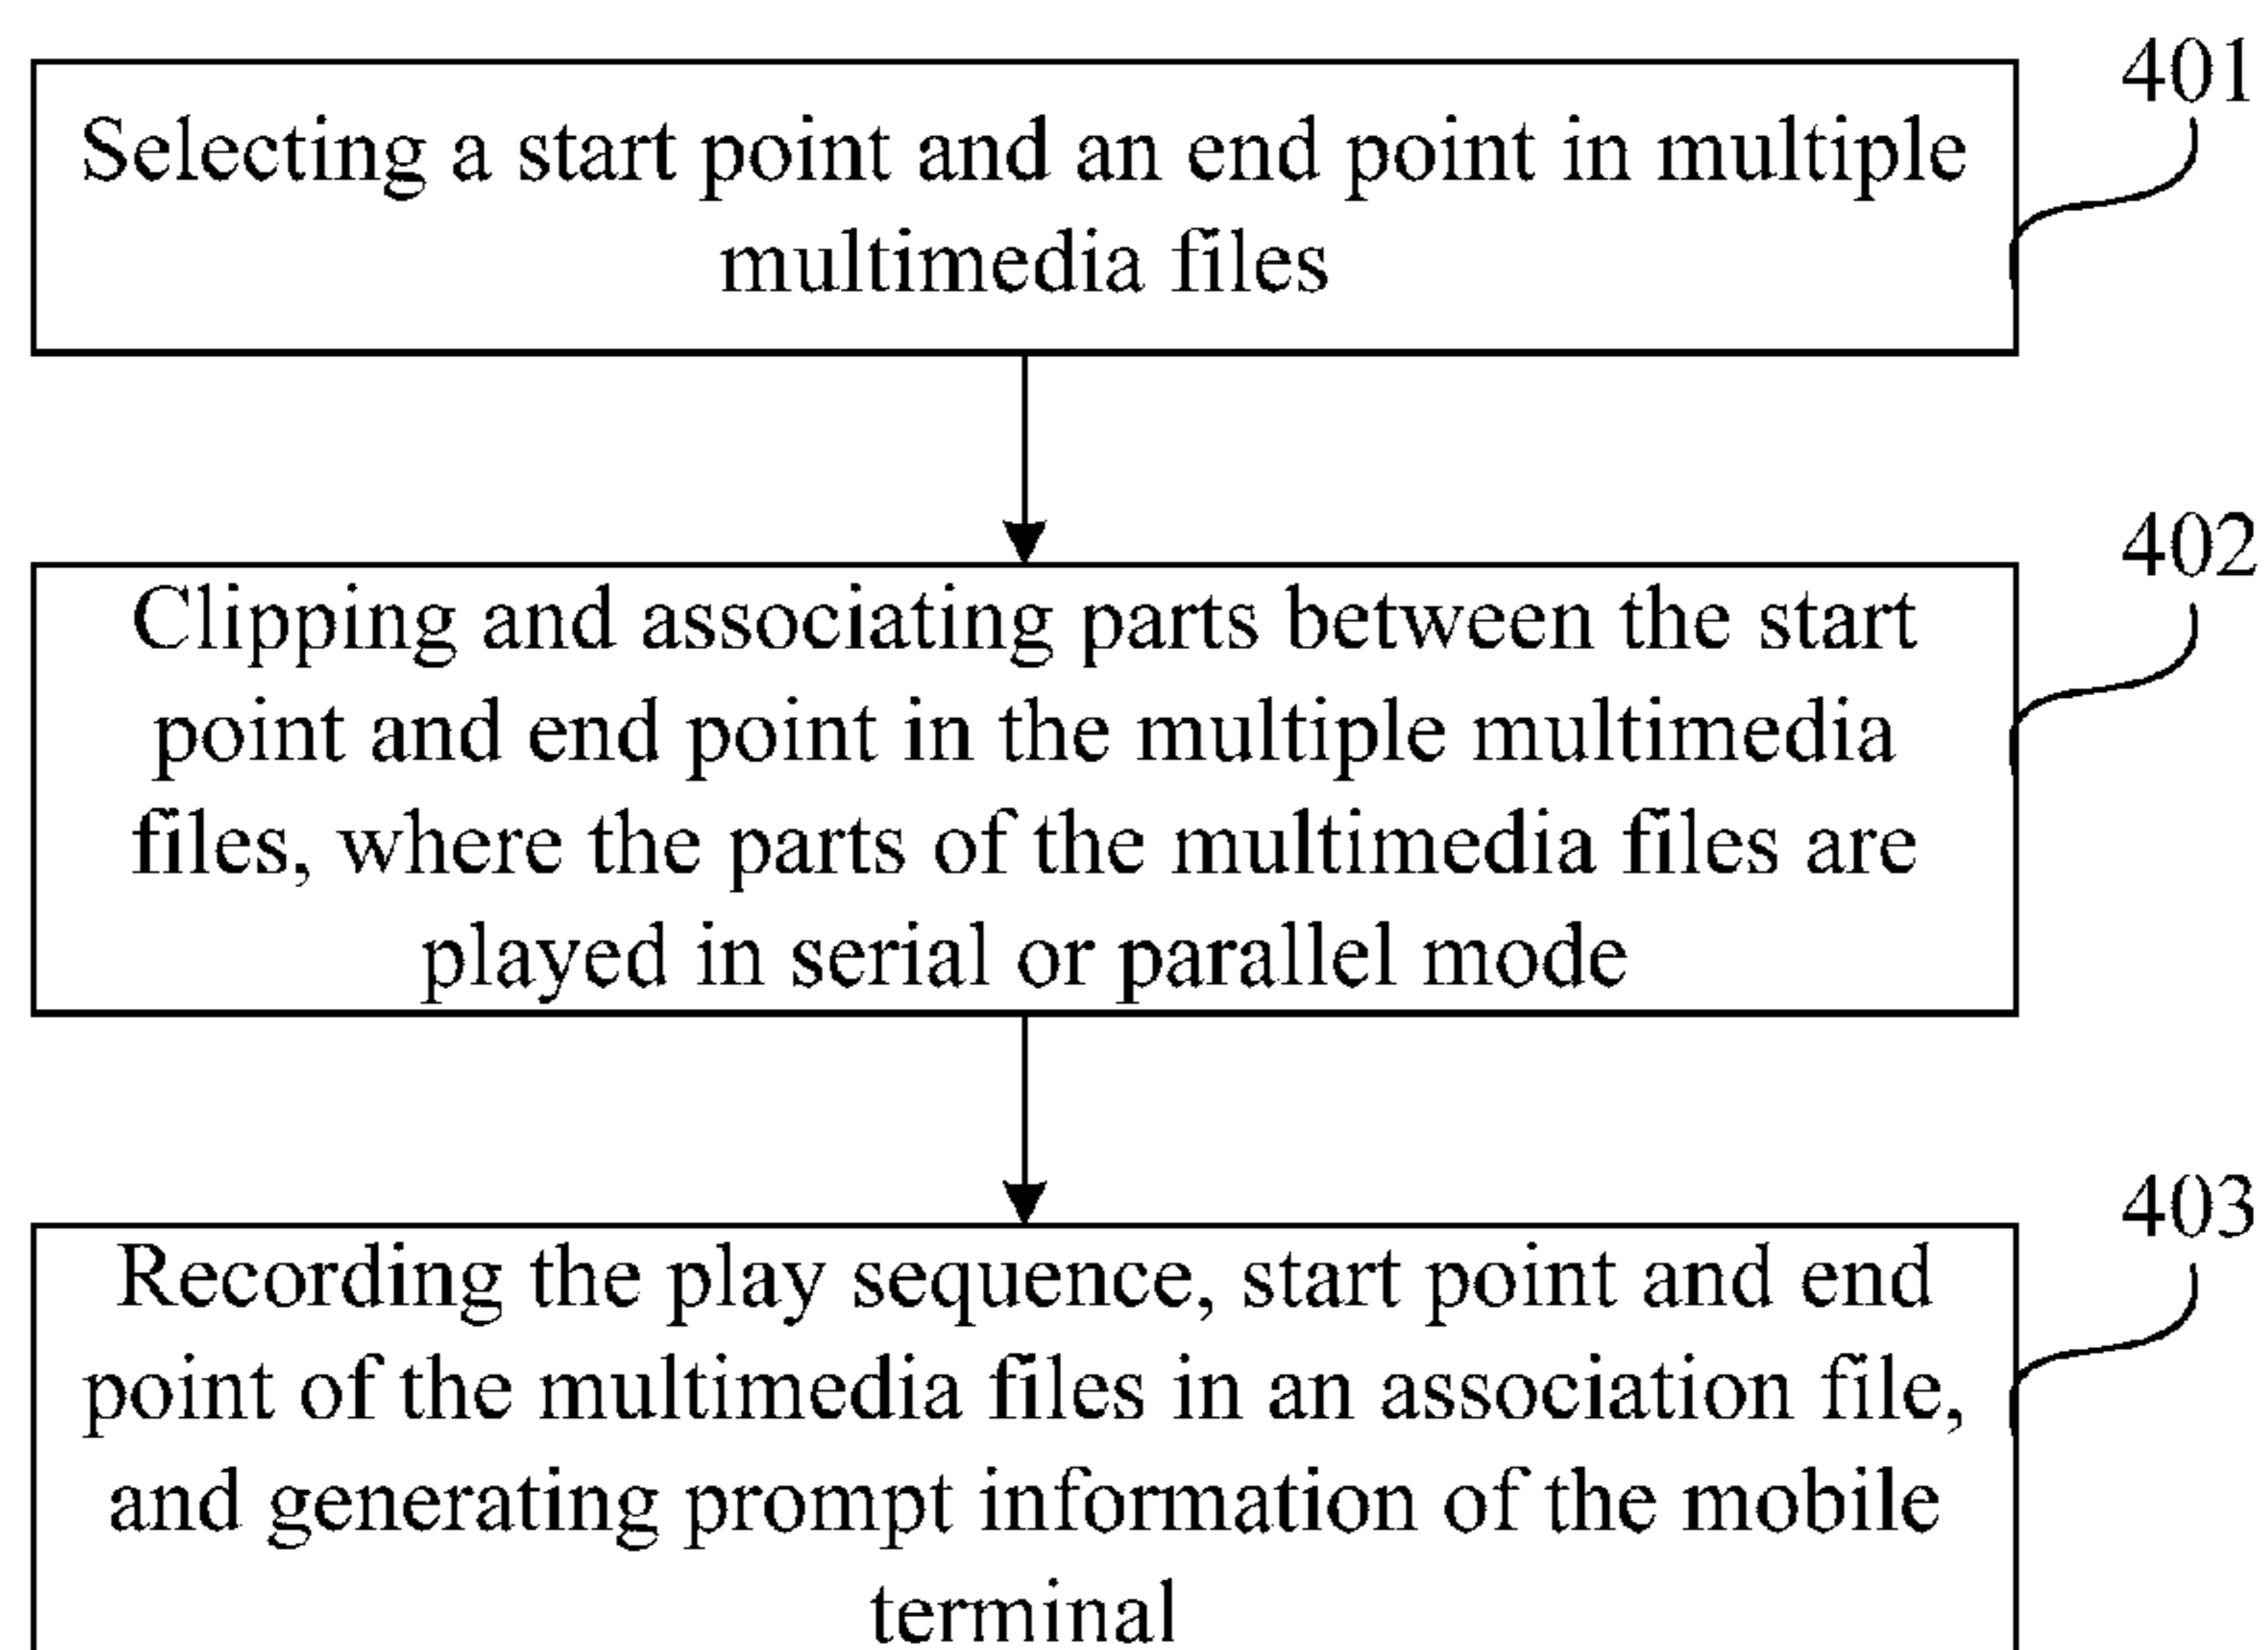 401
Selecting a start point and an end point in multiple
multimedia files
402
Clipping and associating parts between the start
point and end point in the multiple multimedia
files, where the parts of the multimedia files are
played in serial or parallel mode
403
Recording the play sequence, start point and end
point of the multimedia files in an association file,
and generating prompt information of the mobile
terminal